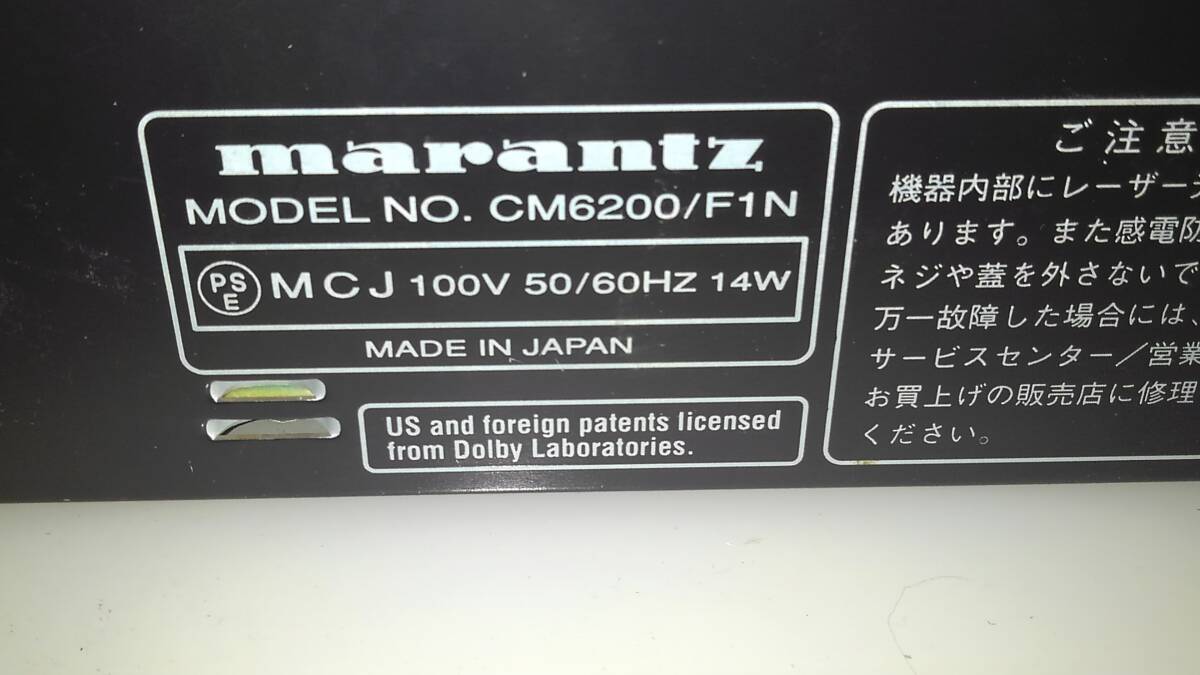 marantz
MODEL NO. CM6200/F1N
PS
E
MCJ 100V 50/60HZ 14W
MADE IN JAPAN
US and foreign patents licensed
from Dolby Laboratories.
ご注意
機器内部にレーザー
あります。また感電防
ネジや蓋を外さないで
万一故障した場合には、
サービスセンター/営業
お買上げの販売店に修理
ください。